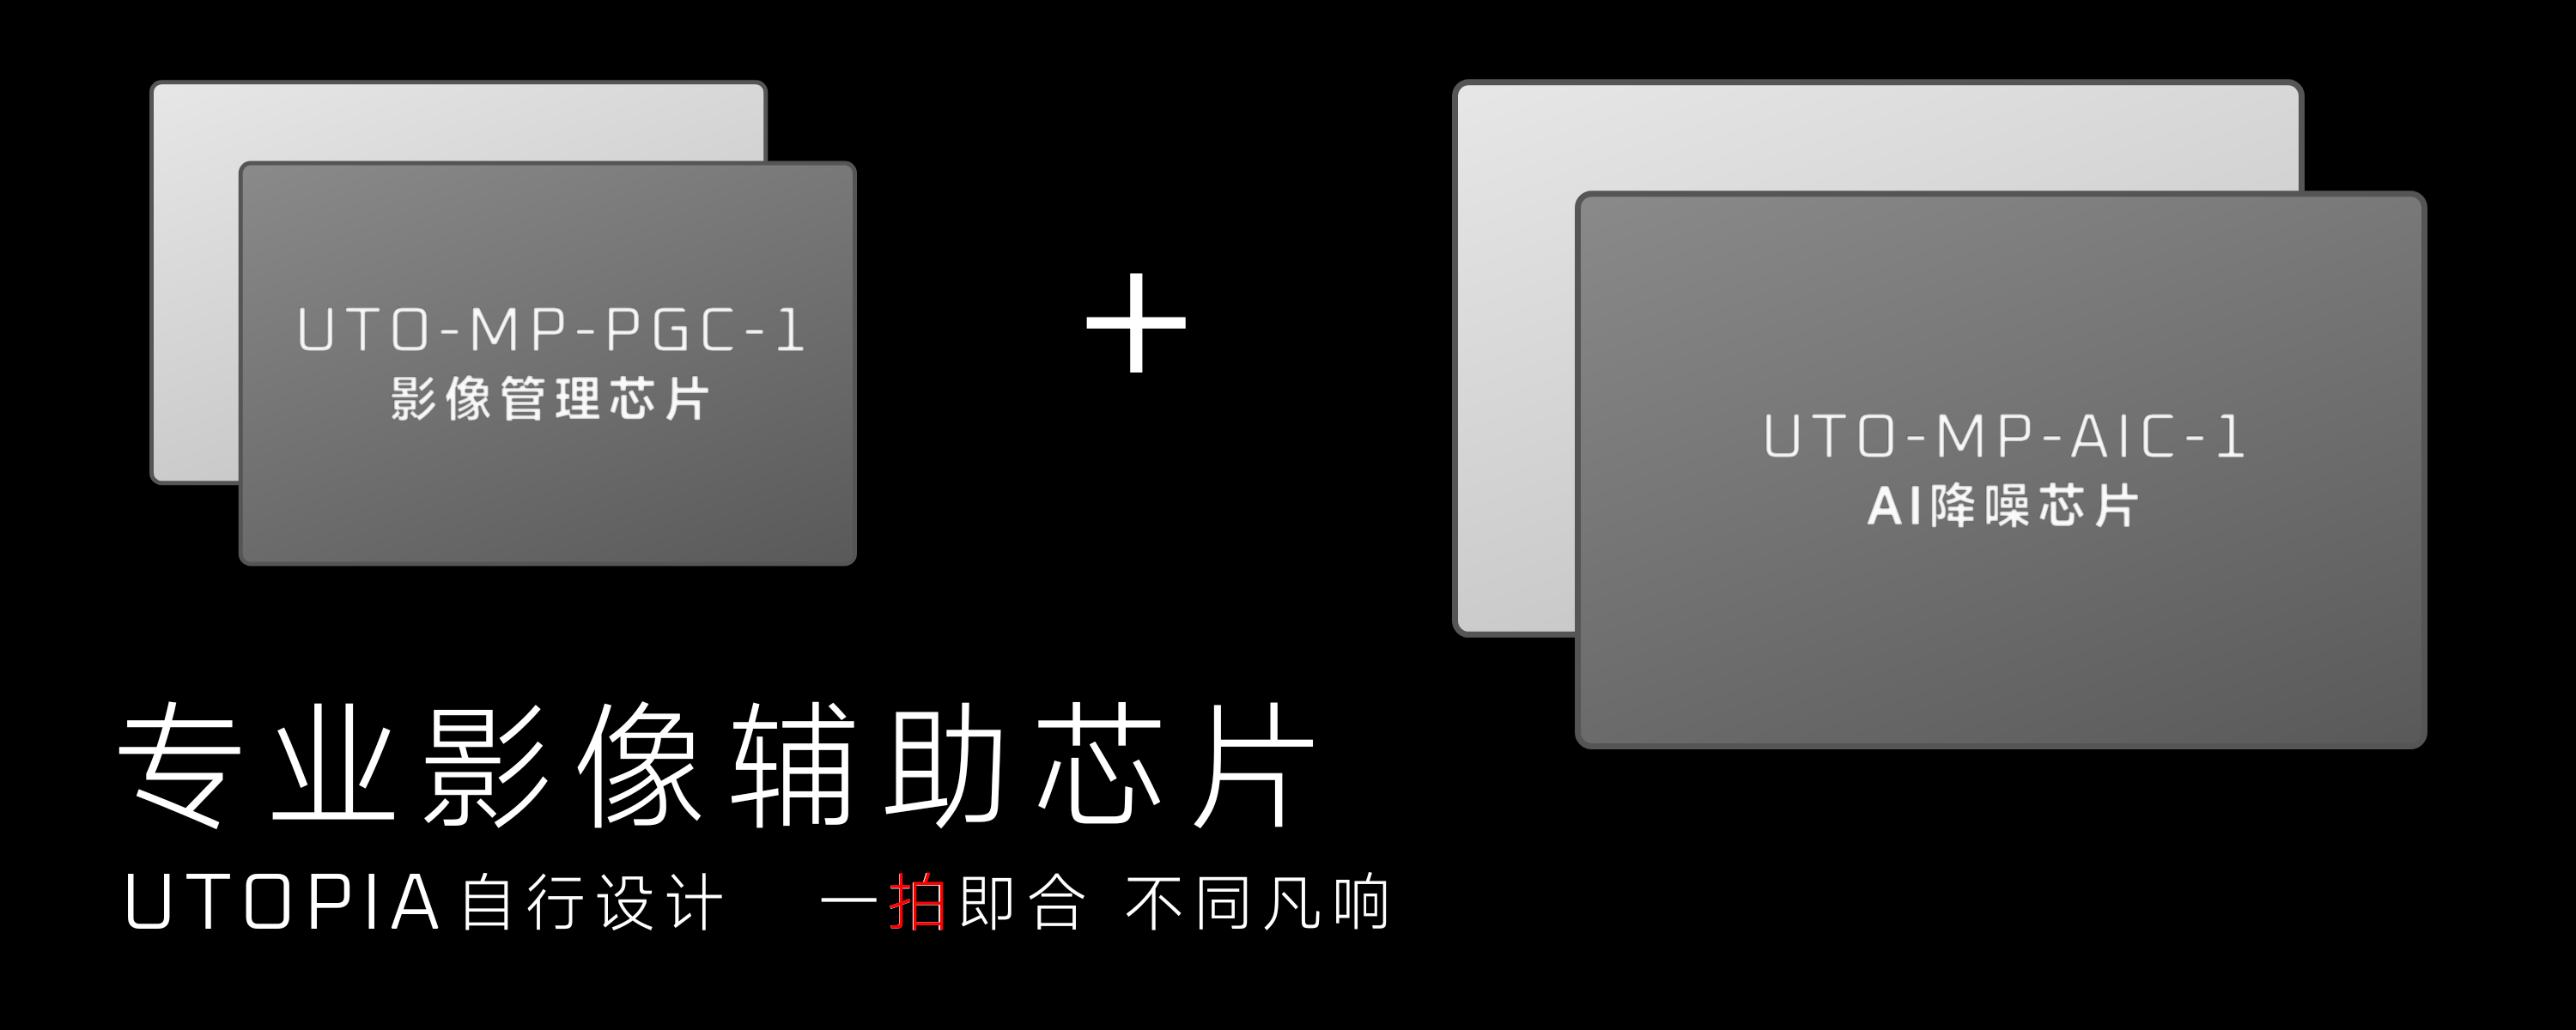 UTO-MP-PGC-1
影像管理芯片
+
UTO-MP-AIC-1
AI降噪芯片
专业影像辅助芯片
UTOPIA自行设计 一拍即合 不同凡响